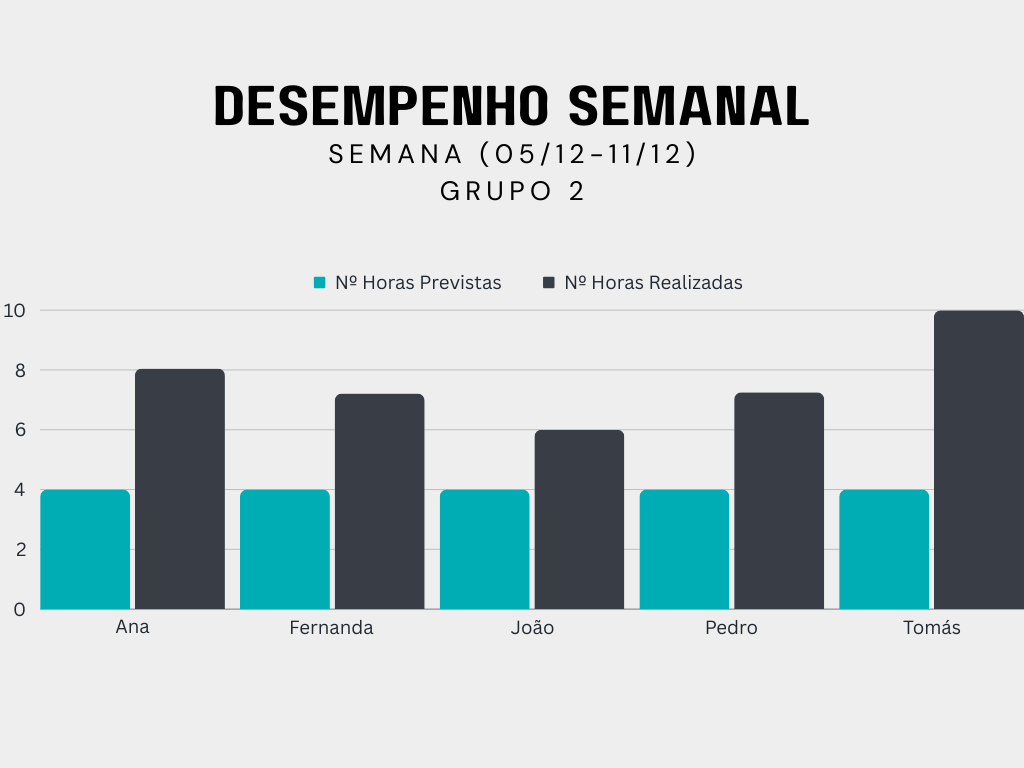 DESEMPENHO SEMANAL
SEMANA (05/12-11/12)
GRUPO 2
Nº Horas Previstas Nº Horas Realizadas
10
8
6
4
2
0
Ana Fernanda João Pedro Tomás